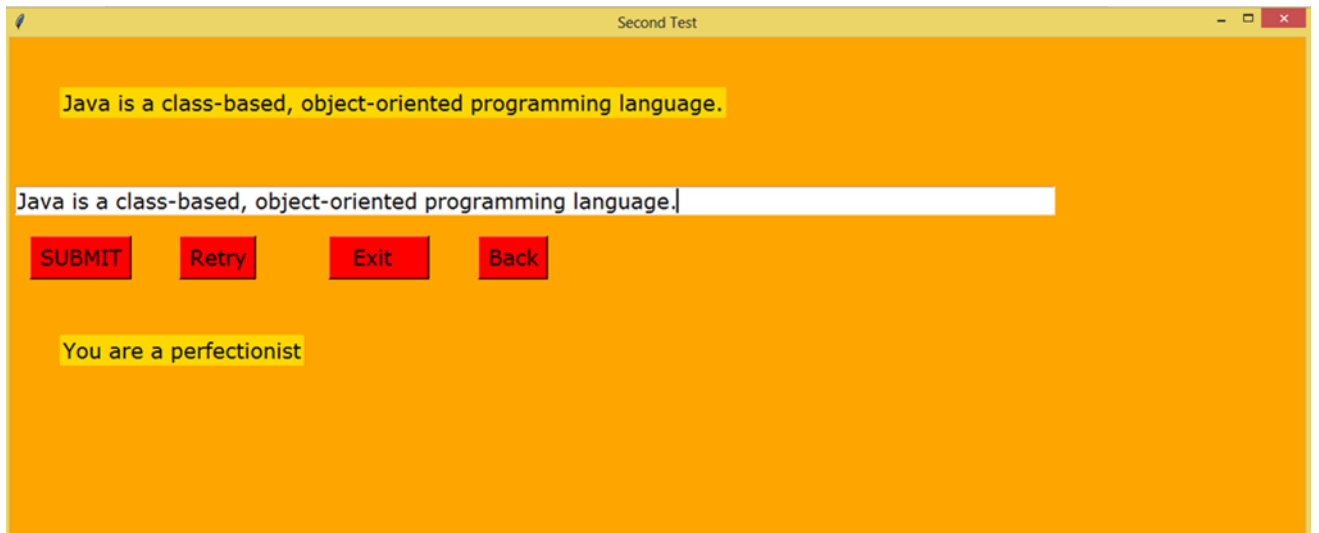 Second Test
Java is a class-based, object-oriented programming language.
Java is a class-based, object-oriented programming language.
SUBMIT Retry Exit Back
You are a perfectionist